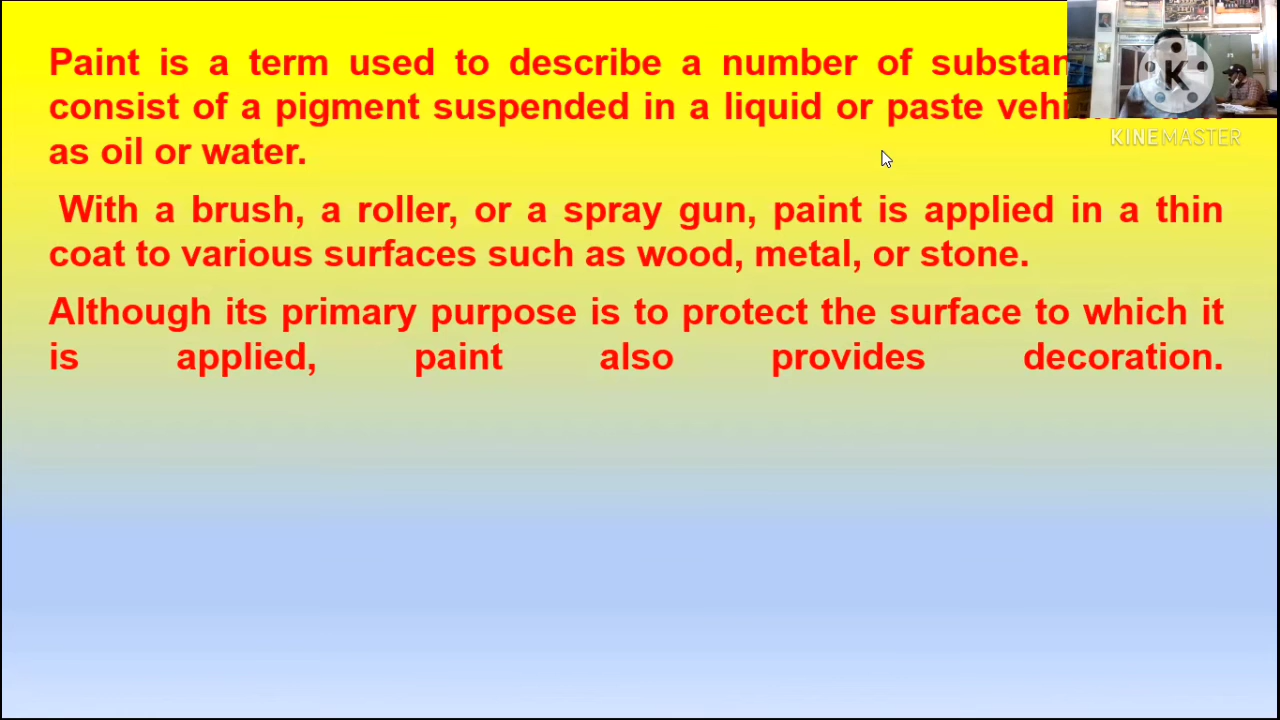 Paint is a term used to describe a number of
consist of a pigment suspended in a liquid or paste
as oil or water.
With a brush, a roller, or a spray gun, paint is applied in a thin
coat to various surfaces such as wood, metal, or stone.
Although its primary purpose is to protect the surface to which it
is applied, paint also provides decoration.
K
KINEMASTER